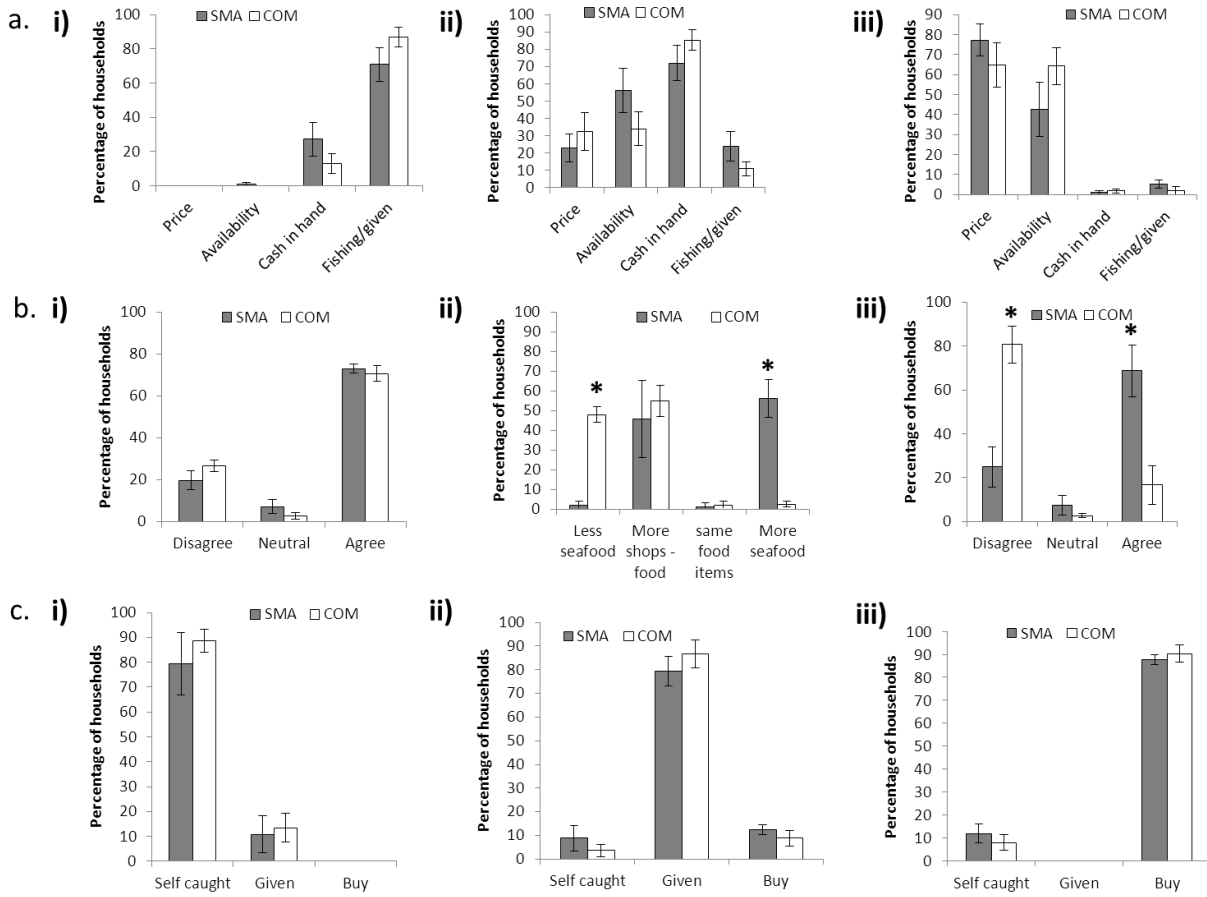 a. i)
SMA COM
Percentage of households
100
80
60
40
20
0
Price
Availability
Cash in hand
Fishing/given
ii)
SMA COM
Percentage of households
100
90
80
70
60
50
40
30
20
10
0
Price
Availability
Cash in hand
Fishing/given
iii)
SMA COM
Percentage of households
90
80
70
60
50
40
30
20
10
0
Price
Availability
Cash in hand
Fishing/given
b. i)
SMA COM
Percentage of households
100
80
60
40
20
0
Disagree Neutral Agree
ii)
SMA COM
Percentage of households
100
90
80
70
60
50
40
30
20
10
0
* *
Less seafood
More shops - food
same food items
More seafood
iii)
SMA COM
Percentage of households
100
80
60
40
20
0
* *
Disagree Neutral Agree
c. i)
SMA COM
Percentage of households
100
90
80
70
60
50
40
30
20
10
0
Self caught Given Buy
ii)
SMA COM
Percentage of households
100
90
80
70
60
50
40
30
20
10
0
Self caught Given Buy
iii)
SMA COM
Percentage of households
100
90
80
70
60
50
40
30
20
10
0
Self caught Given Buy